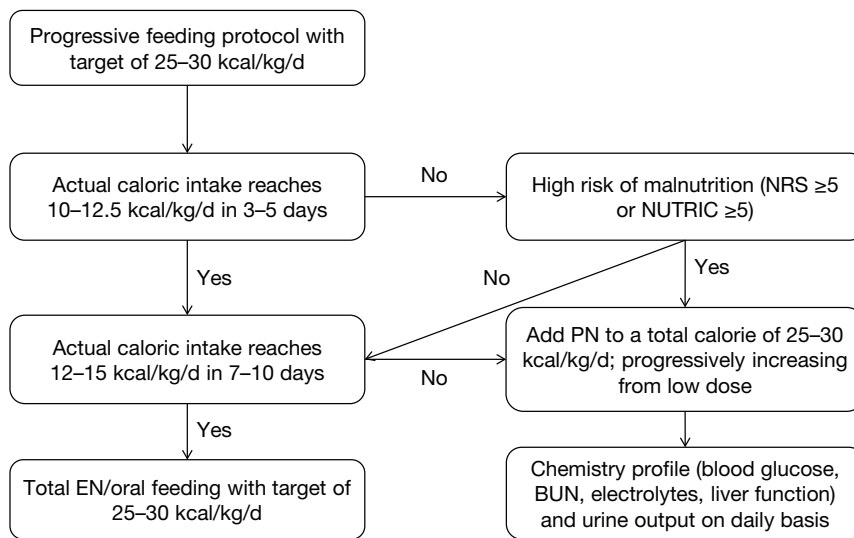 Progressive feeding protocol with
target of 25–30 kcal/kg/d
Actual caloric intake reaches
10–12.5 kcal/kg/d in 3–5 days
No
High risk of malnutrition (NRS ≥5
or NUTRIC ≥5)
Yes
No
Yes
Actual caloric intake reaches
12–15 kcal/kg/d in 7–10 days
No
Add PN to a total calorie of 25–30
kcal/kg/d; progressively increasing
from low dose
Yes
Total EN/oral feeding with target of
25–30 kcal/kg/d
Chemistry profile (blood glucose,
BUN, electrolytes, liver function)
and urine output on daily basis